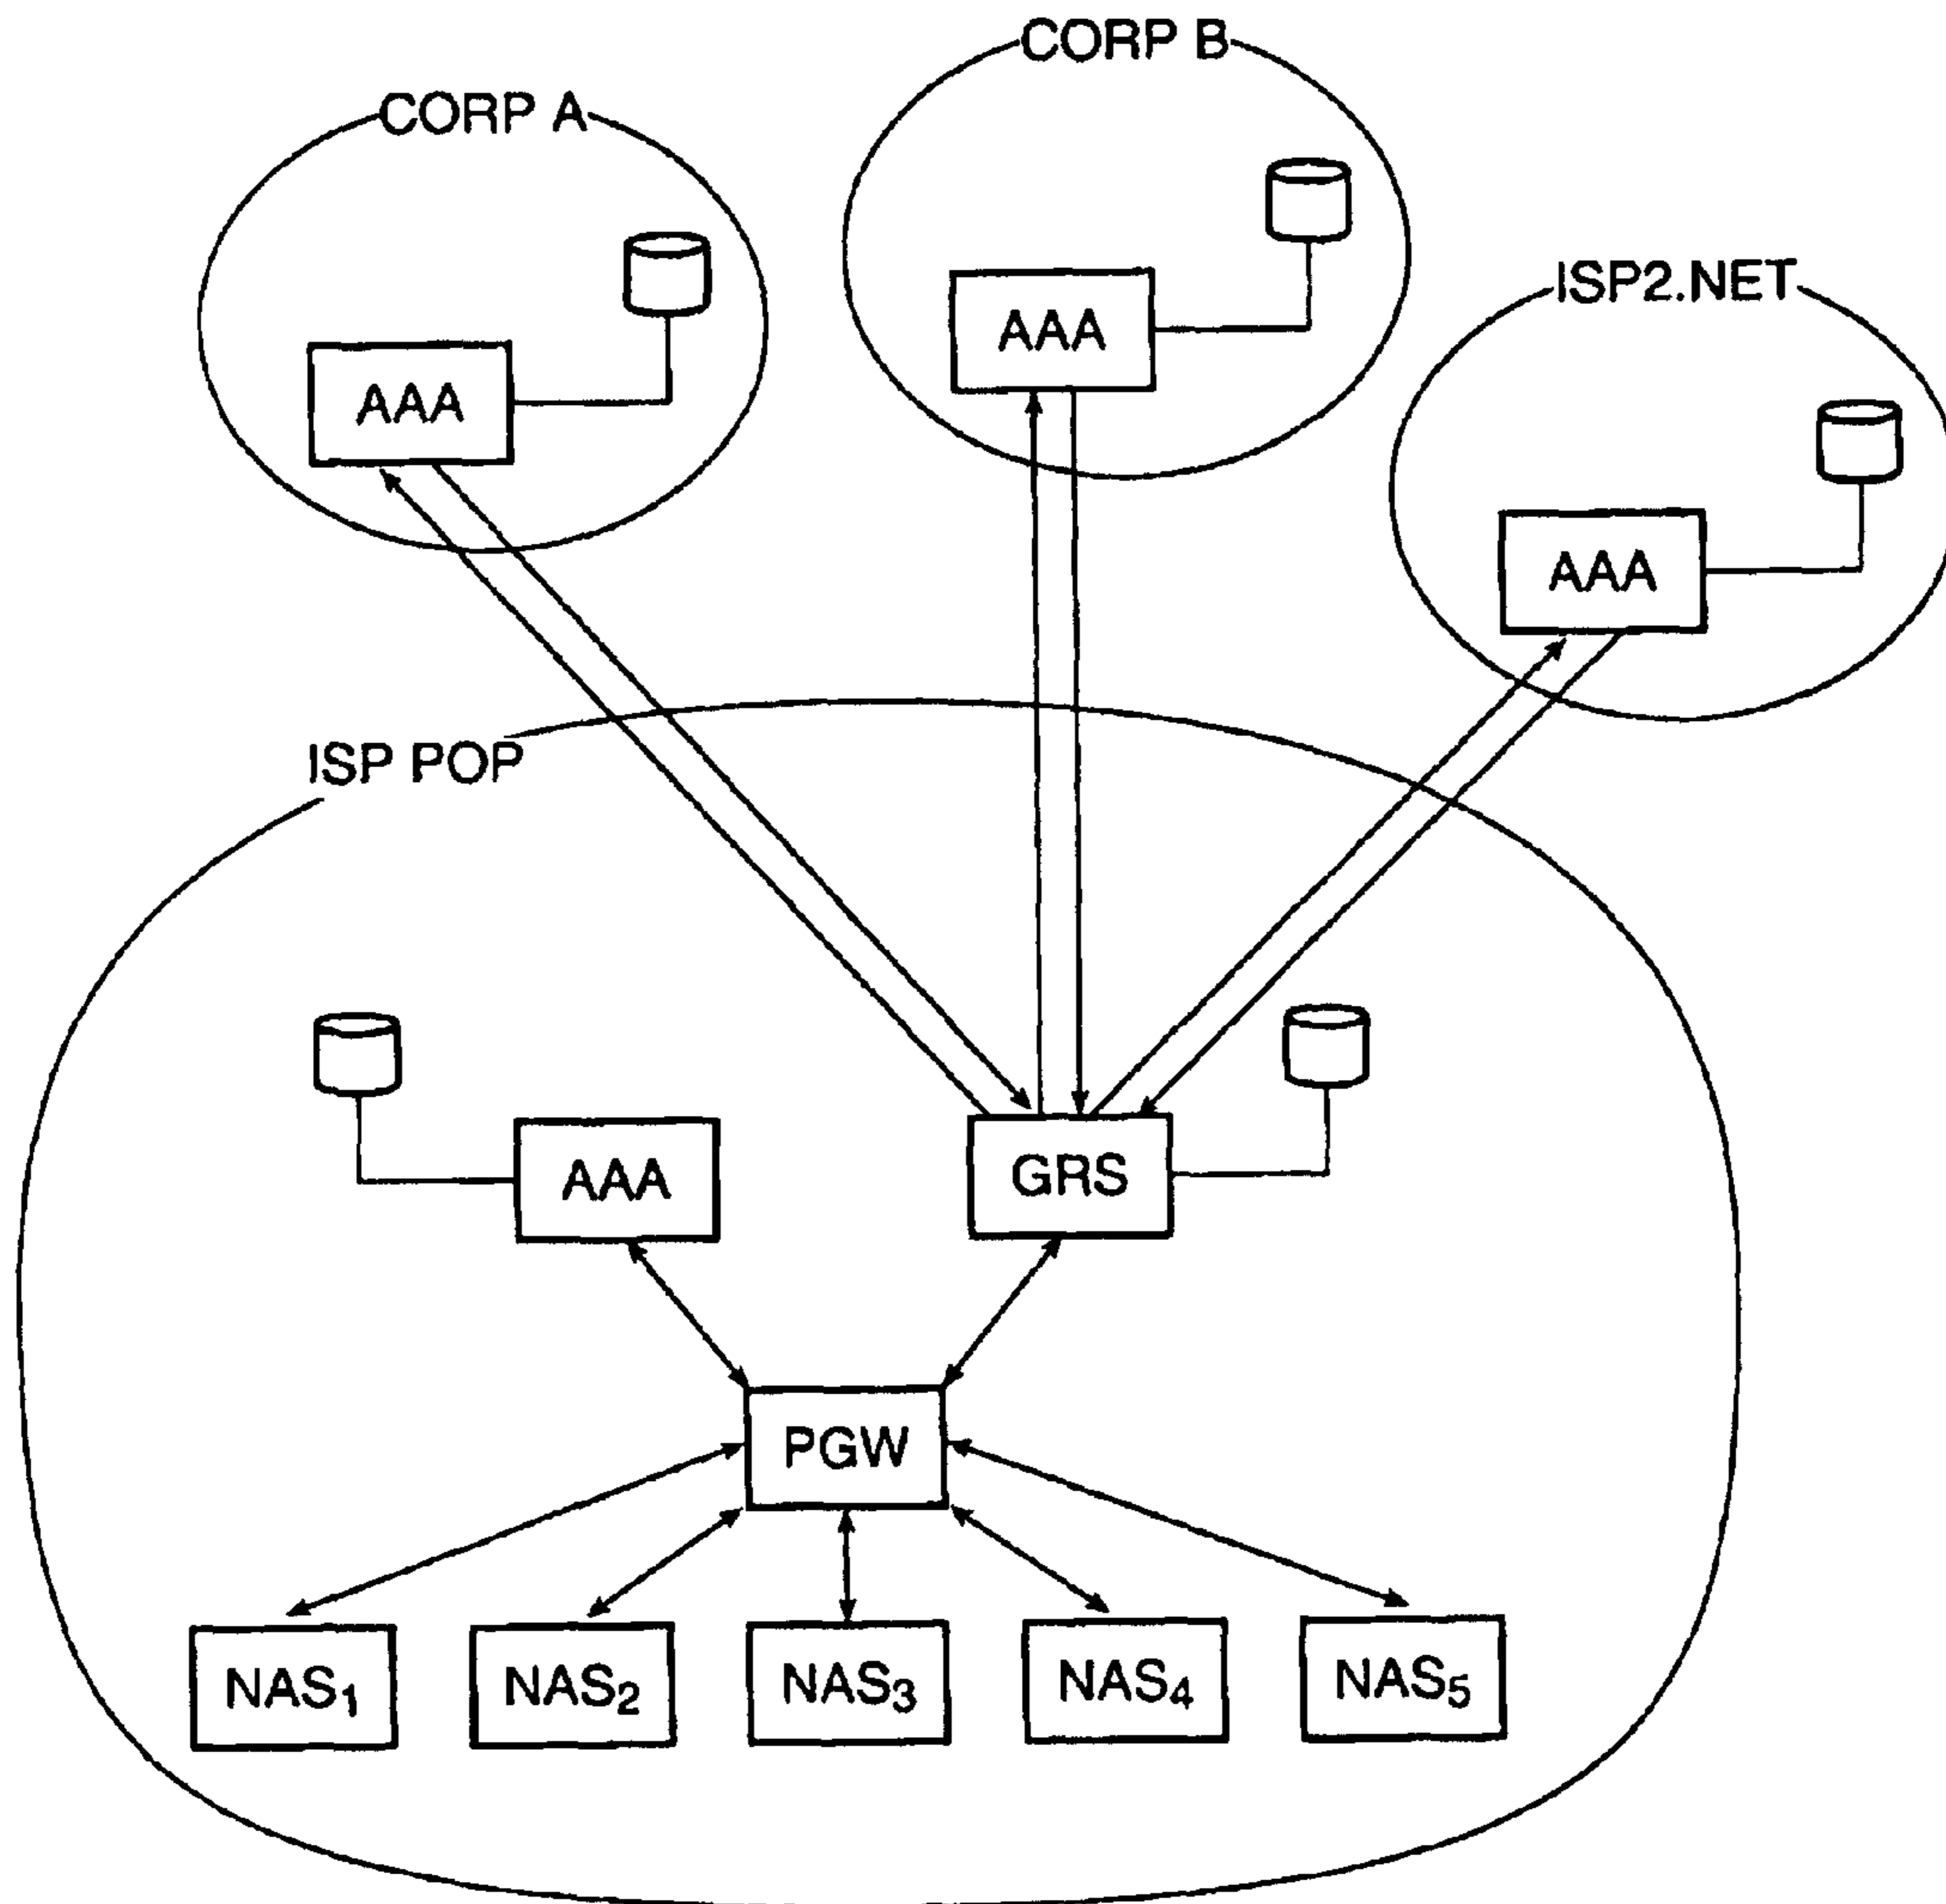 CORP B
CORP A
ISP2.NET
AAA
AAA
AAA
ISP POP
AAA
GRS
PGW
NAS1
NAS2
NAS3
NAS4
NAS5